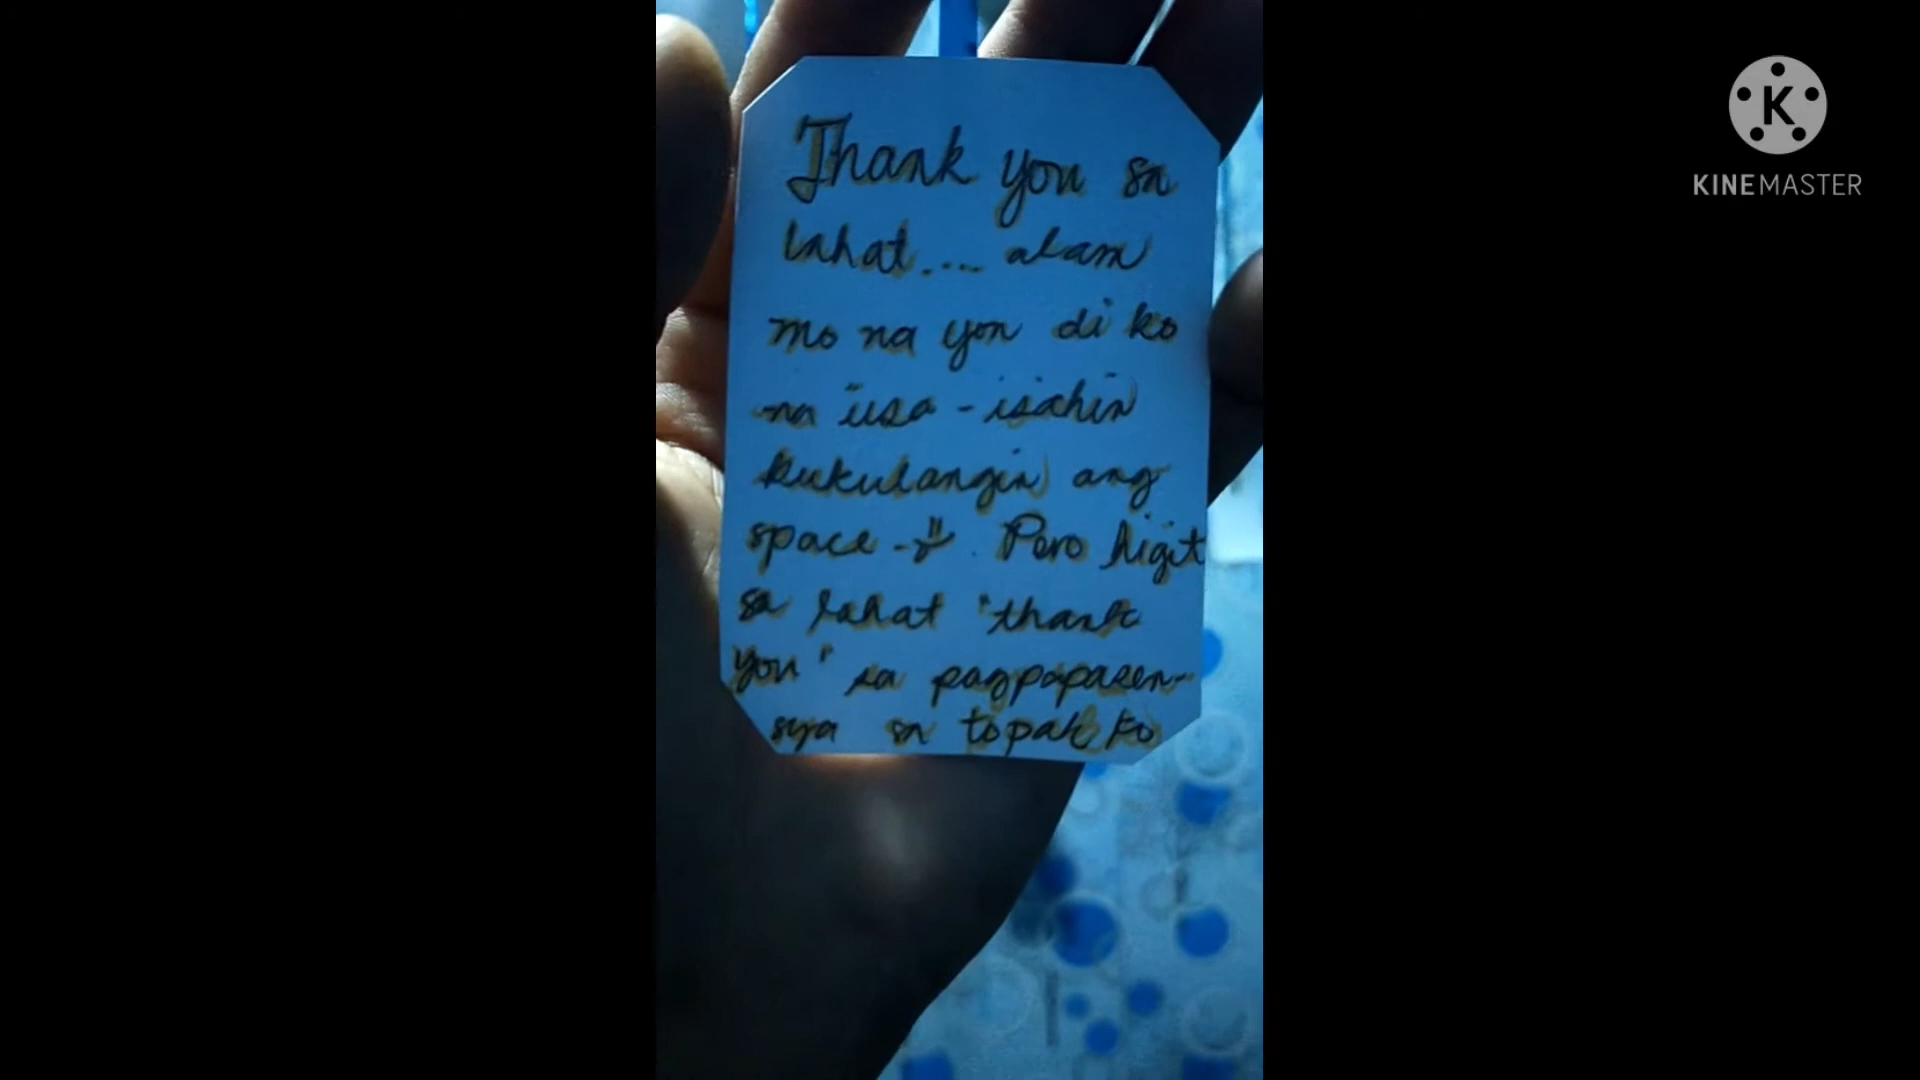 Thank you sa
lahat.... alam
mo na yon di ko
na iisa-isahin
kukulangin ang
space - . Pero higit
sa lahat "thank
you" sa pagpapasen-
sya sa topak ko
K
KINEMASTER